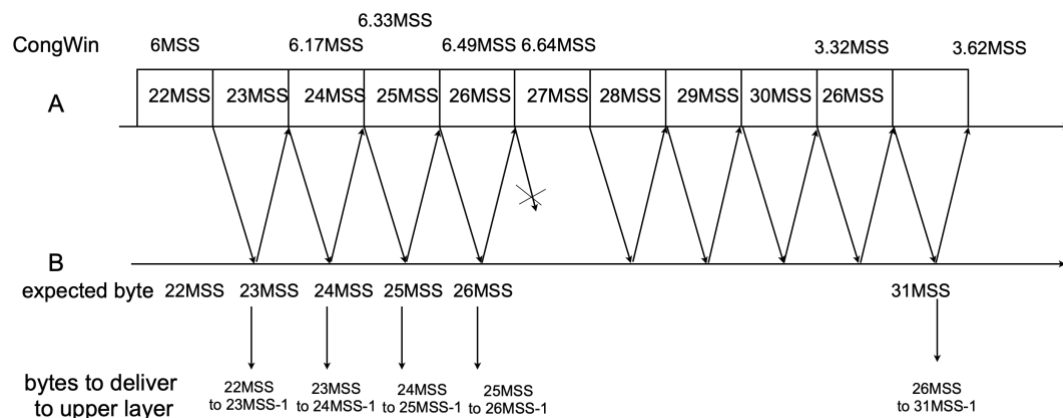 6.33MSS
CongWin 6MSS 6.17MSS 6.49MSS 6.64MSS 3.32MSS 3.62MSS
A 22MSS 23MSS 24MSS 25MSS 26MSS 27MSS 28MSS 29MSS 30MSS 26MSS
B
expected byte 22MSS 23MSS 24MSS 25MSS 26MSS 31MSS
bytes to deliver
to upper layer
22MSS
to 23MSS-1
23MSS
to 24MSS-1
24MSS
to 25MSS-1
25MSS
to 26MSS-1
26MSS
to 31MSS-1